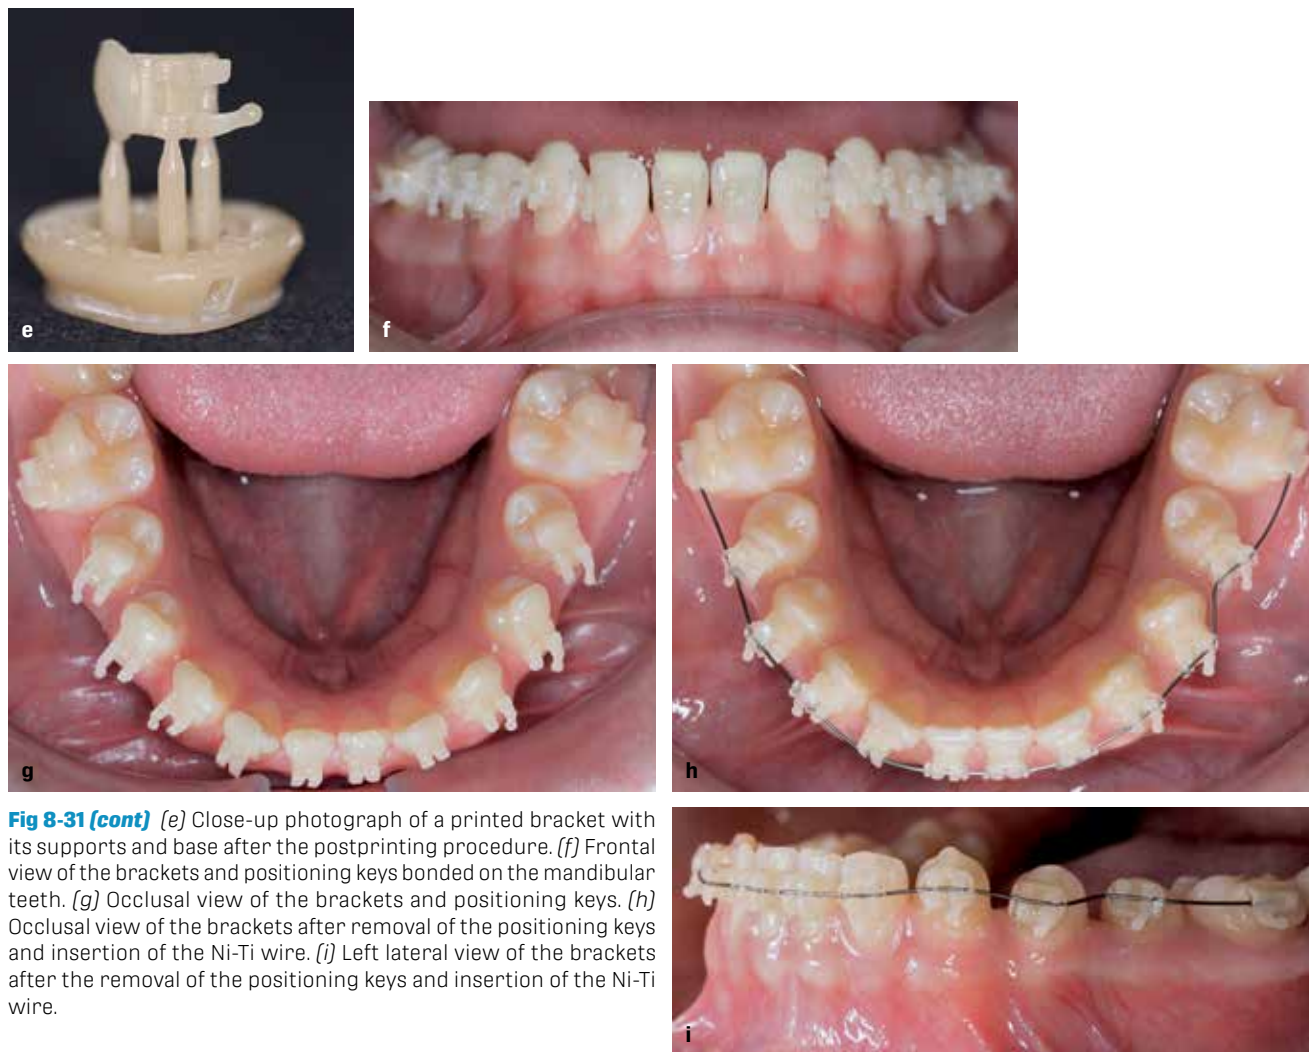 e
f
g
h
Fig 8-31 (cont) (e) Close-up photograph of a printed bracket with
its supports and base after the postprinting procedure. (f) Frontal
view of the brackets and positioning keys bonded on the mandibular
teeth. (g) Occlusal view of the brackets and positioning keys. (h)
Occlusal view of the brackets after removal of the positioning keys
and insertion of the Ni-Ti wire. (i) Left lateral view of the brackets
after the removal of the positioning keys and insertion of the Ni-Ti
wire.
i